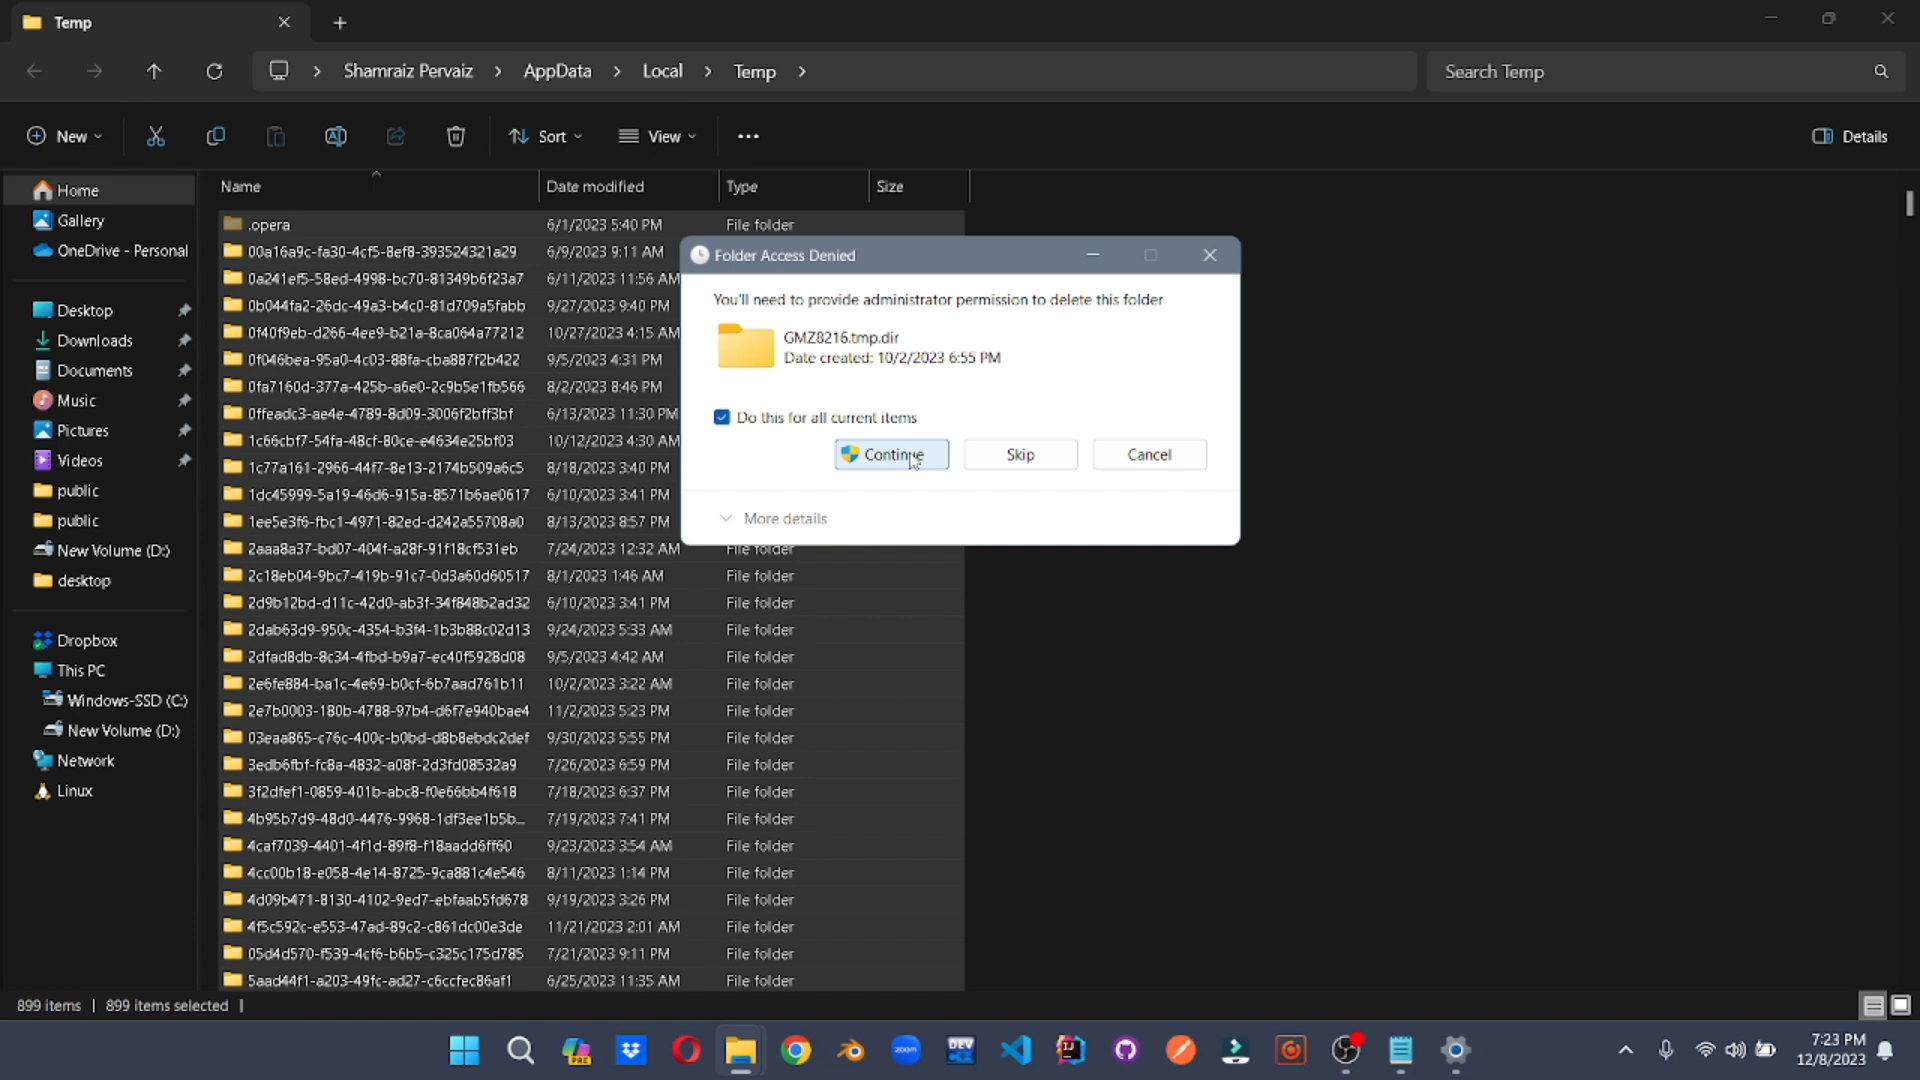 Temp
Shamraiz Pervaiz > AppData > Local > Temp >
Search Temp
New
Sort
View
Details
Name Date modified Type Size
Home
Gallery
OneDrive - Personal
Desktop
Downloads
Documents
Music
Pictures
Videos
public
public
New Volume (D:)
desktop
Dropbox
This PC
Windows-SSD (C:)
New Volume (D:)
Network
Linux
.opera 6/1/2023 5:40 PM File folder
00a16a9c-fa30-4cf5-8ef8-393524321a29 6/9/2023 9:11 AM
0a241ef5-58ed-4998-bc70-81349b6f23a7 6/11/2023 11:56 AM
0b044fa2-26dc-49a3-b4c0-81d709a5fabb 9/27/2023 9:40 PM
0f40f9eb-d266-4ee9-b21a-8ca064a77212 10/27/2023 4:15 AM
0f046bea-95a0-4c03-88fa-cba887f2b422 9/5/2023 4:31 PM
0fa7160d-377a-425b-a6e0-2c9b5e1fb566 8/2/2023 8:46 PM
0ffeadc3-ae4e-4789-8d09-3006f2bff3bf 6/13/2023 11:30 PM
1c66cbf7-54fa-48cf-80ce-e4634e25bf03 10/12/2023 4:30 AM
1c77a161-2966-44f7-8e13-2174b509a6c5 8/18/2023 3:40 PM
1dc45999-5a19-46d6-915a-8571b6ae0617 6/10/2023 3:41 PM
1ee5e3f6-fbc1-4971-82ed-d242a55708a0 8/13/2023 8:57 PM
2aaa8a37-bd07-404f-a28f-91f18cf531eb 7/24/2023 12:32 AM File folder
2c18eb04-9bc7-419b-91c7-0d3a60d60517 8/1/2023 1:46 AM File folder
2d9b12bd-d11c-42d0-ab3f-34f848b2ad32 6/10/2023 3:41 PM File folder
2dab63d9-950c-4354-b3f4-1b3b88c02d13 9/24/2023 5:33 AM File folder
2dfad8db-8c34-4fbd-b9a7-ec40f5928d08 9/5/2023 4:42 AM File folder
2e6fe884-ba1c-4e69-b0cf-6b7aad761b11 10/2/2023 3:22 AM File folder
2e7b0003-180b-4788-97b4-d6f7e940bae4 11/2/2023 5:23 PM File folder
03eaa865-c76c-400c-b0bd-d8b8ebdc2def 9/30/2023 5:55 PM File folder
3edb6fbf-fc8a-4832-a08f-2d3fd08532a9 7/26/2023 6:59 PM File folder
3f2dfef1-0859-401b-abc8-f0e66bb4f618 7/18/2023 6:37 PM File folder
4b95b7d9-48d0-4476-9968-1df3ee1b5b... 7/19/2023 7:41 PM File folder
4caf7039-4401-4f1d-89f8-f18aadd6ff60 9/23/2023 3:54 AM File folder
4cc00b18-e058-4e14-8725-9ca881c4e546 8/11/2023 1:14 PM File folder
4d09b471-8130-4102-9ed7-ebfaab5fd678 9/19/2023 3:26 PM File folder
4f5c592c-e553-47ad-89c2-c861dc00e3de 11/21/2023 2:01 AM File folder
05d4d570-f539-4cf6-b6b5-c325c175d785 7/21/2023 9:11 PM File folder
5aad44f1-a203-49fc-ad27-c6ccfec86af1 6/25/2023 11:35 AM File folder
Folder Access Denied
You'll need to provide administrator permission to delete this folder
GMZ8216.tmp.dir
Date created: 10/2/2023 6:55 PM
Do this for all current items
Continue Skip Cancel
More details
899 items | 899 items selected |
PRE
zoom
DEV
IJ
7:23 PM
12/8/2023